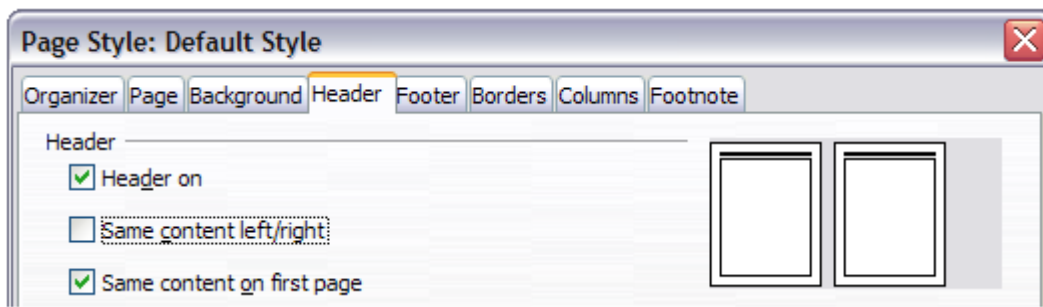 Page Style: Default Style
Organizer Page Background Header Footer Borders Columns Footnote
Header
Header on
Same content left/right
Same content on first page